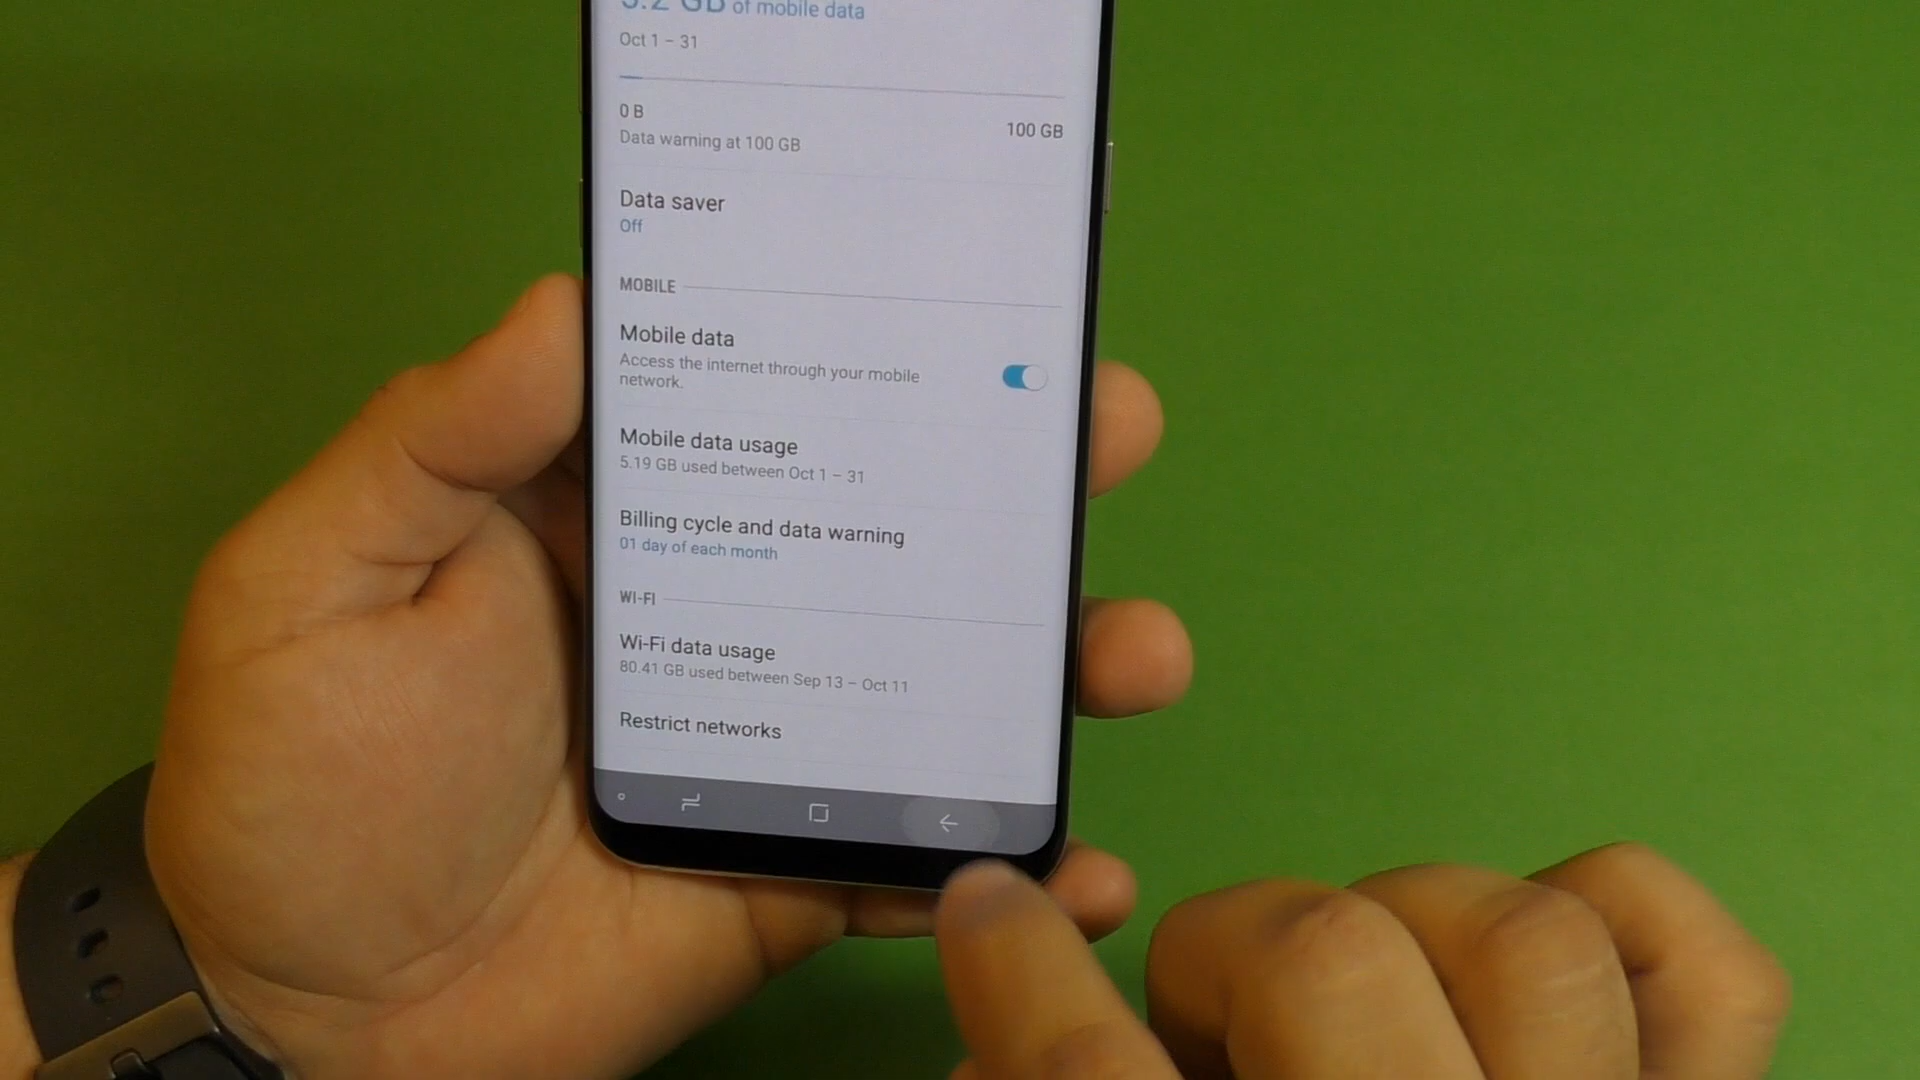 5.2 GB of mobile data
Oct 1 – 31
0 B
100 GB
Data warning at 100 GB
Data saver
Off
MOBILE
Mobile data
Access the internet through your mobile
network.
Mobile data usage
5.19 GB used between Oct 1 – 31
Billing cycle and data warning
01 day of each month
WI-FI
Wi-Fi data usage
80.41 GB used between Sep 13 – Oct 11
Restrict networks